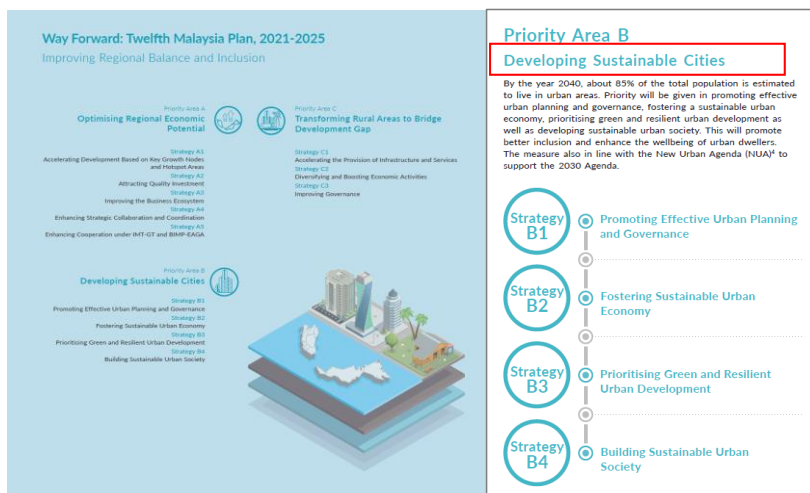 Way Forward: Twelfth Malaysia Plan, 2021-2025
Improving Regional Balance and Inclusion
Priority Area A
Optimising Regional Economic
Potential
Strategy A1
Accelerating Development Based on Key Growth Nodes
and Hotspot Areas
Strategy A2
Attracting Quality Investment
Strategy A3
Improving the Business Ecosystem
Strategy A4
Enhancing Strategic Collaboration and Coordination
Strategy A5
Enhancing Cooperation under IMT-GT and BIMP-EAGA
Priority Area C
Transforming Rural Areas to Bridge
Development Gap
Strategy C1
Accelerating the Provision of Infrastructure and Services
Strategy C2
Diversifying and Boosting Economic Activities
Strategy C3
Improving Governance
Priority Area B
Developing Sustainable Cities
Strategy B1
Promoting Effective Urban Planning and Governance
Strategy B2
Fostering Sustainable Urban Economy
Strategy B3
Prioritising Green and Resilient Urban Development
Strategy B4
Building Sustainable Urban Society
Priority Area B
Developing Sustainable Cities
By the year 2040, about 85% of the total population is estimated
to live in urban areas. Priority will be given in promoting effective
urban planning and governance, fostering a sustainable urban
economy, prioritising green and resilient urban development as
well as developing sustainable urban society. This will promote
better inclusion and enhance the wellbeing of urban dwellers.
The measure also in line with the New Urban Agenda (NUA)⁴ to
support the 2030 Agenda.
Strategy
B1
Promoting Effective Urban Planning
and Governance
Strategy
B2
Fostering Sustainable Urban
Economy
Strategy
B3
Prioritising Green and Resilient
Urban Development
Strategy
B4
Building Sustainable Urban
Society